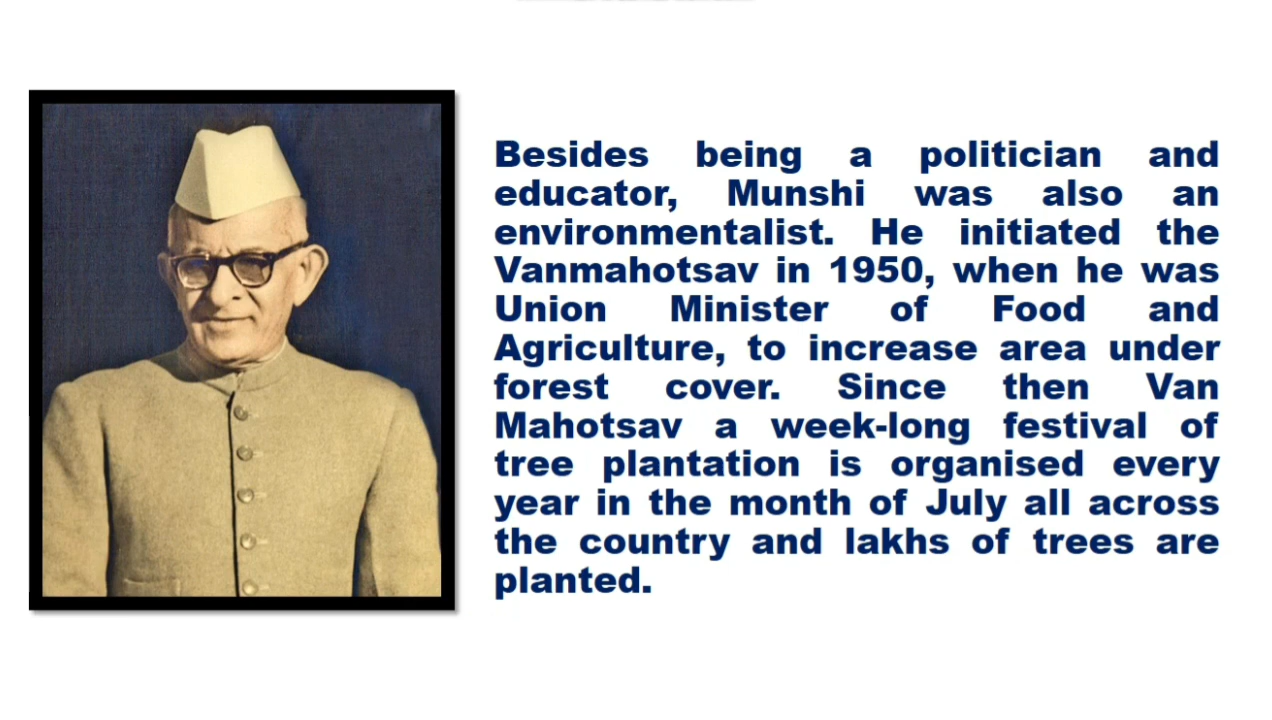 Besides being a politician and
educator, Munshi was also an
environmentalist. He initiated the
Vanmahotsav in 1950, when he was
Union Minister of Food and
Agriculture, to increase area under
forest cover. Since then Van
Mahotsav a week-long festival of
tree plantation is organised every
year in the month of July all across
the country and lakhs of trees are
planted.